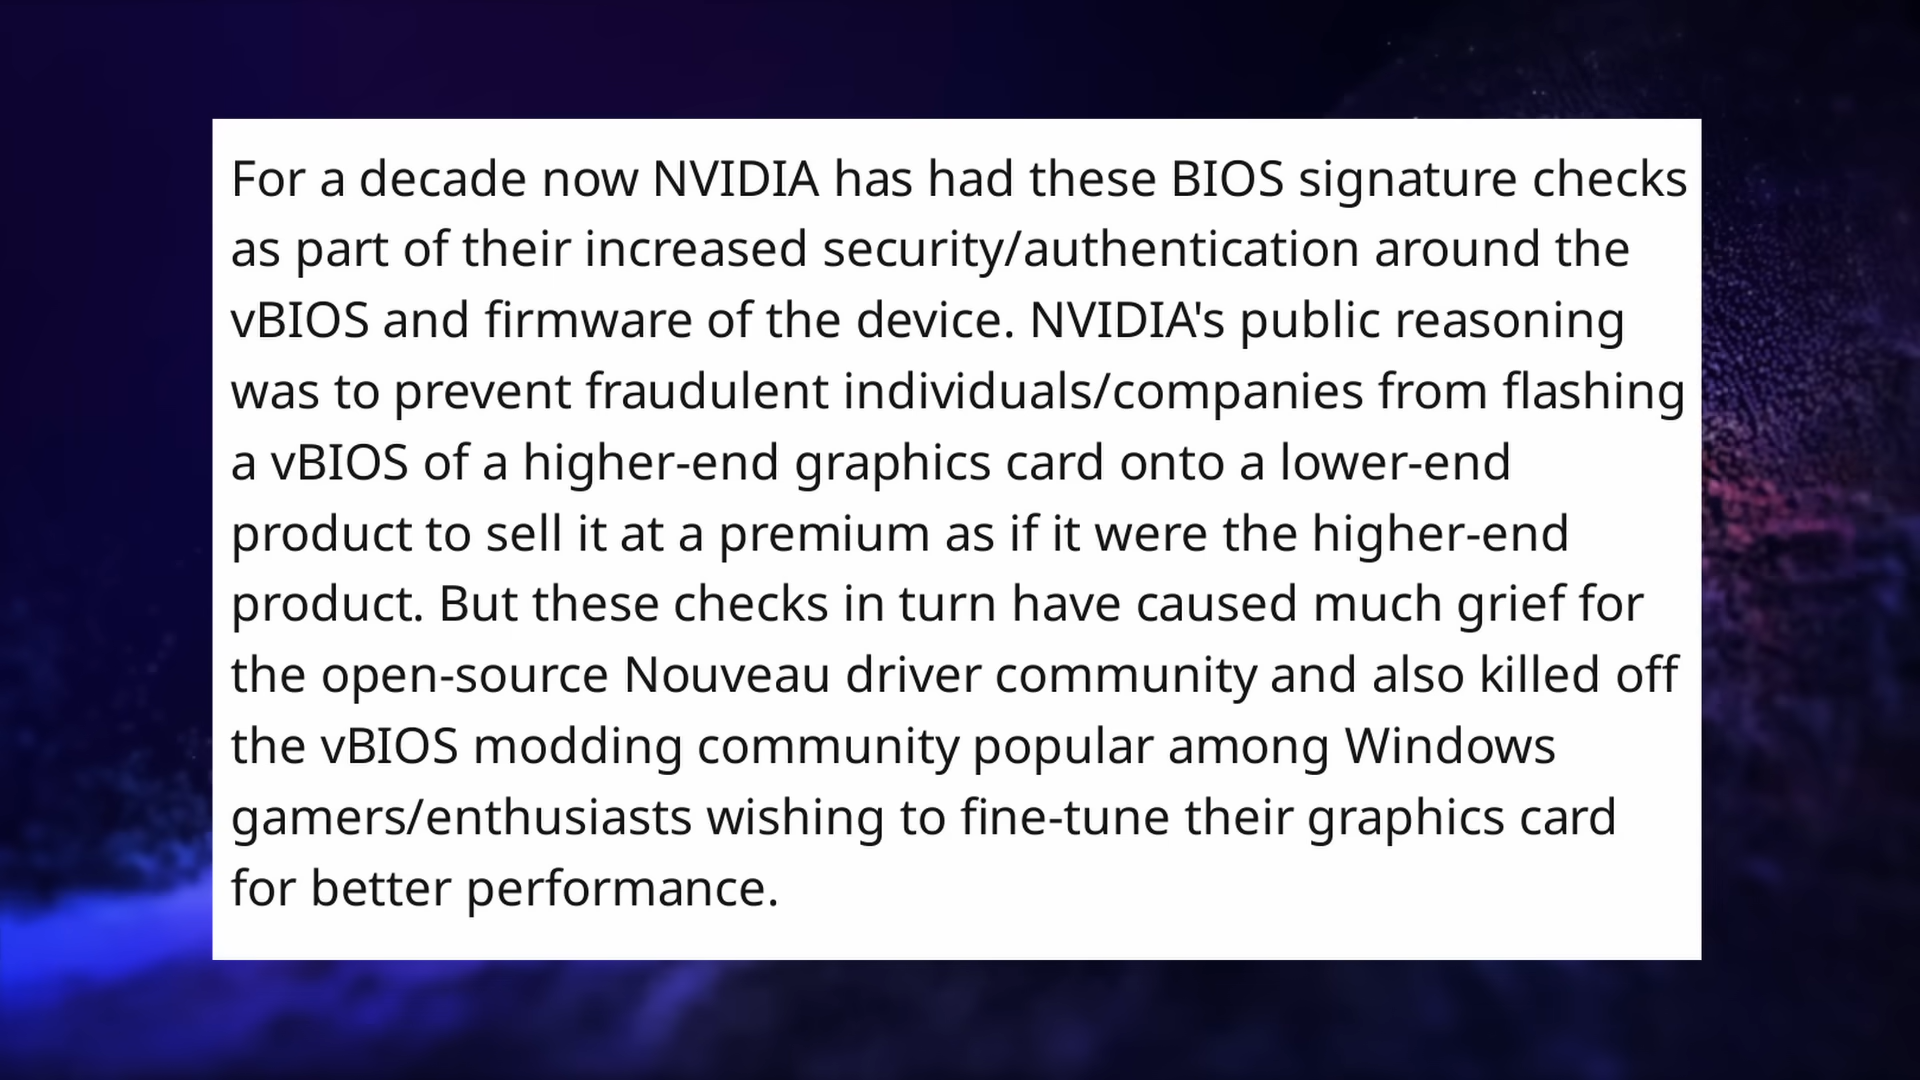 For a decade now NVIDIA has had these BIOS signature checks
as part of their increased security/authentication around the
vBIOS and firmware of the device. NVIDIA's public reasoning
was to prevent fraudulent individuals/companies from flashing
a vBIOS of a higher-end graphics card onto a lower-end
product to sell it at a premium as if it were the higher-end
product. But these checks in turn have caused much grief for
the open-source Nouveau driver community and also killed off
the vBIOS modding community popular among Windows
gamers/enthusiasts wishing to fine-tune their graphics card
for better performance.